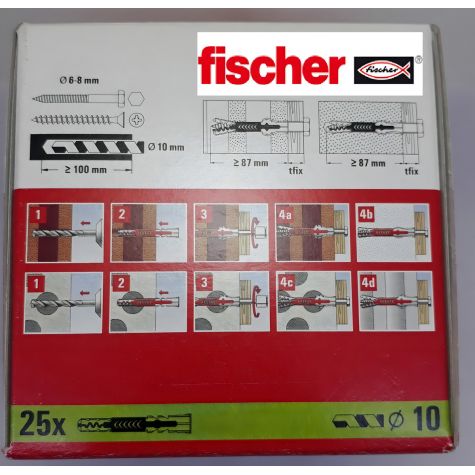 fischer fischer ®
Ø 6-8 mm
Ø 10 mm
≥ 100 mm
≥ 87 mm tfix
≥ 87 mm tfix
1 2 3 4a 4b
1 2 3 4c 4d
25x Ø 10